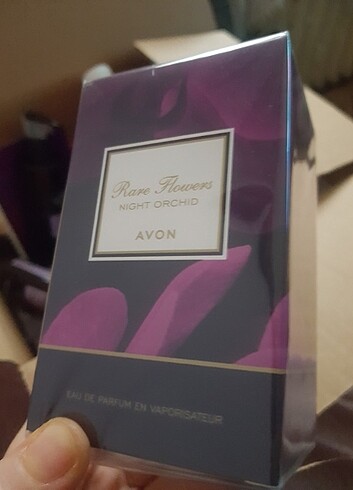 Rare Flowers
NIGHT ORCHID
AVON
EAU DE PARFUM EN VAPORISATEUR